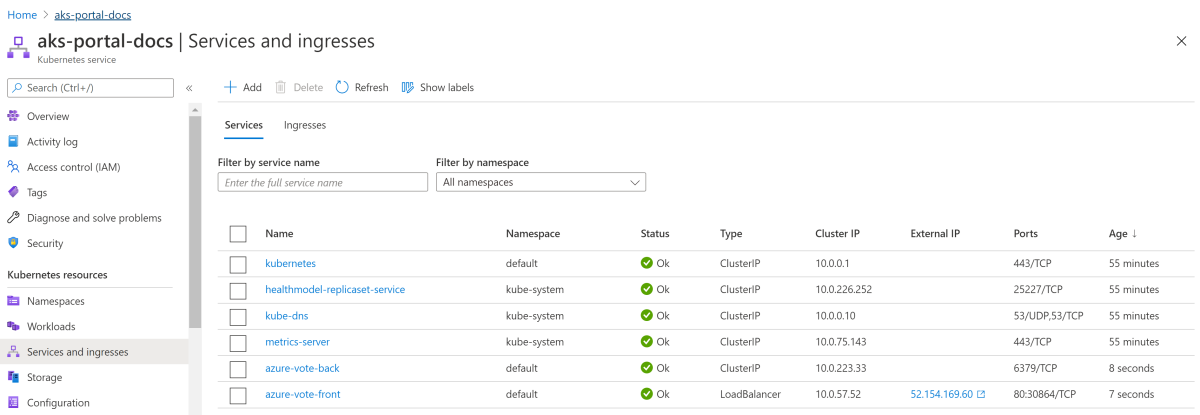 Home > aks-portal-docs
aks-portal-docs | Services and ingresses
Kubernetes service
Search (Ctrl+/)
«
Overview
Activity log
Access control (IAM)
Tags
Diagnose and solve problems
Security
Kubernetes resources
Namespaces
Workloads
Services and ingresses
Storage
Configuration
Add Delete Refresh Show labels
Services Ingresses
Filter by service name Filter by namespace
Enter the full service name All namespaces
Name Namespace Status Type Cluster IP External IP Ports Age ↓
kubernetes default Ok ClusterIP 10.0.0.1 443/TCP 55 minutes
healthmodel-replicaset-service kube-system Ok ClusterIP 10.0.226.252 25227/TCP 55 minutes
kube-dns kube-system Ok ClusterIP 10.0.0.10 53/UDP,53/TCP 55 minutes
metrics-server kube-system Ok ClusterIP 10.0.75.143 443/TCP 55 minutes
azure-vote-back default Ok ClusterIP 10.0.223.33 6379/TCP 8 seconds
azure-vote-front default Ok LoadBalancer 10.0.57.52 52.154.169.60 80:30864/TCP 7 seconds